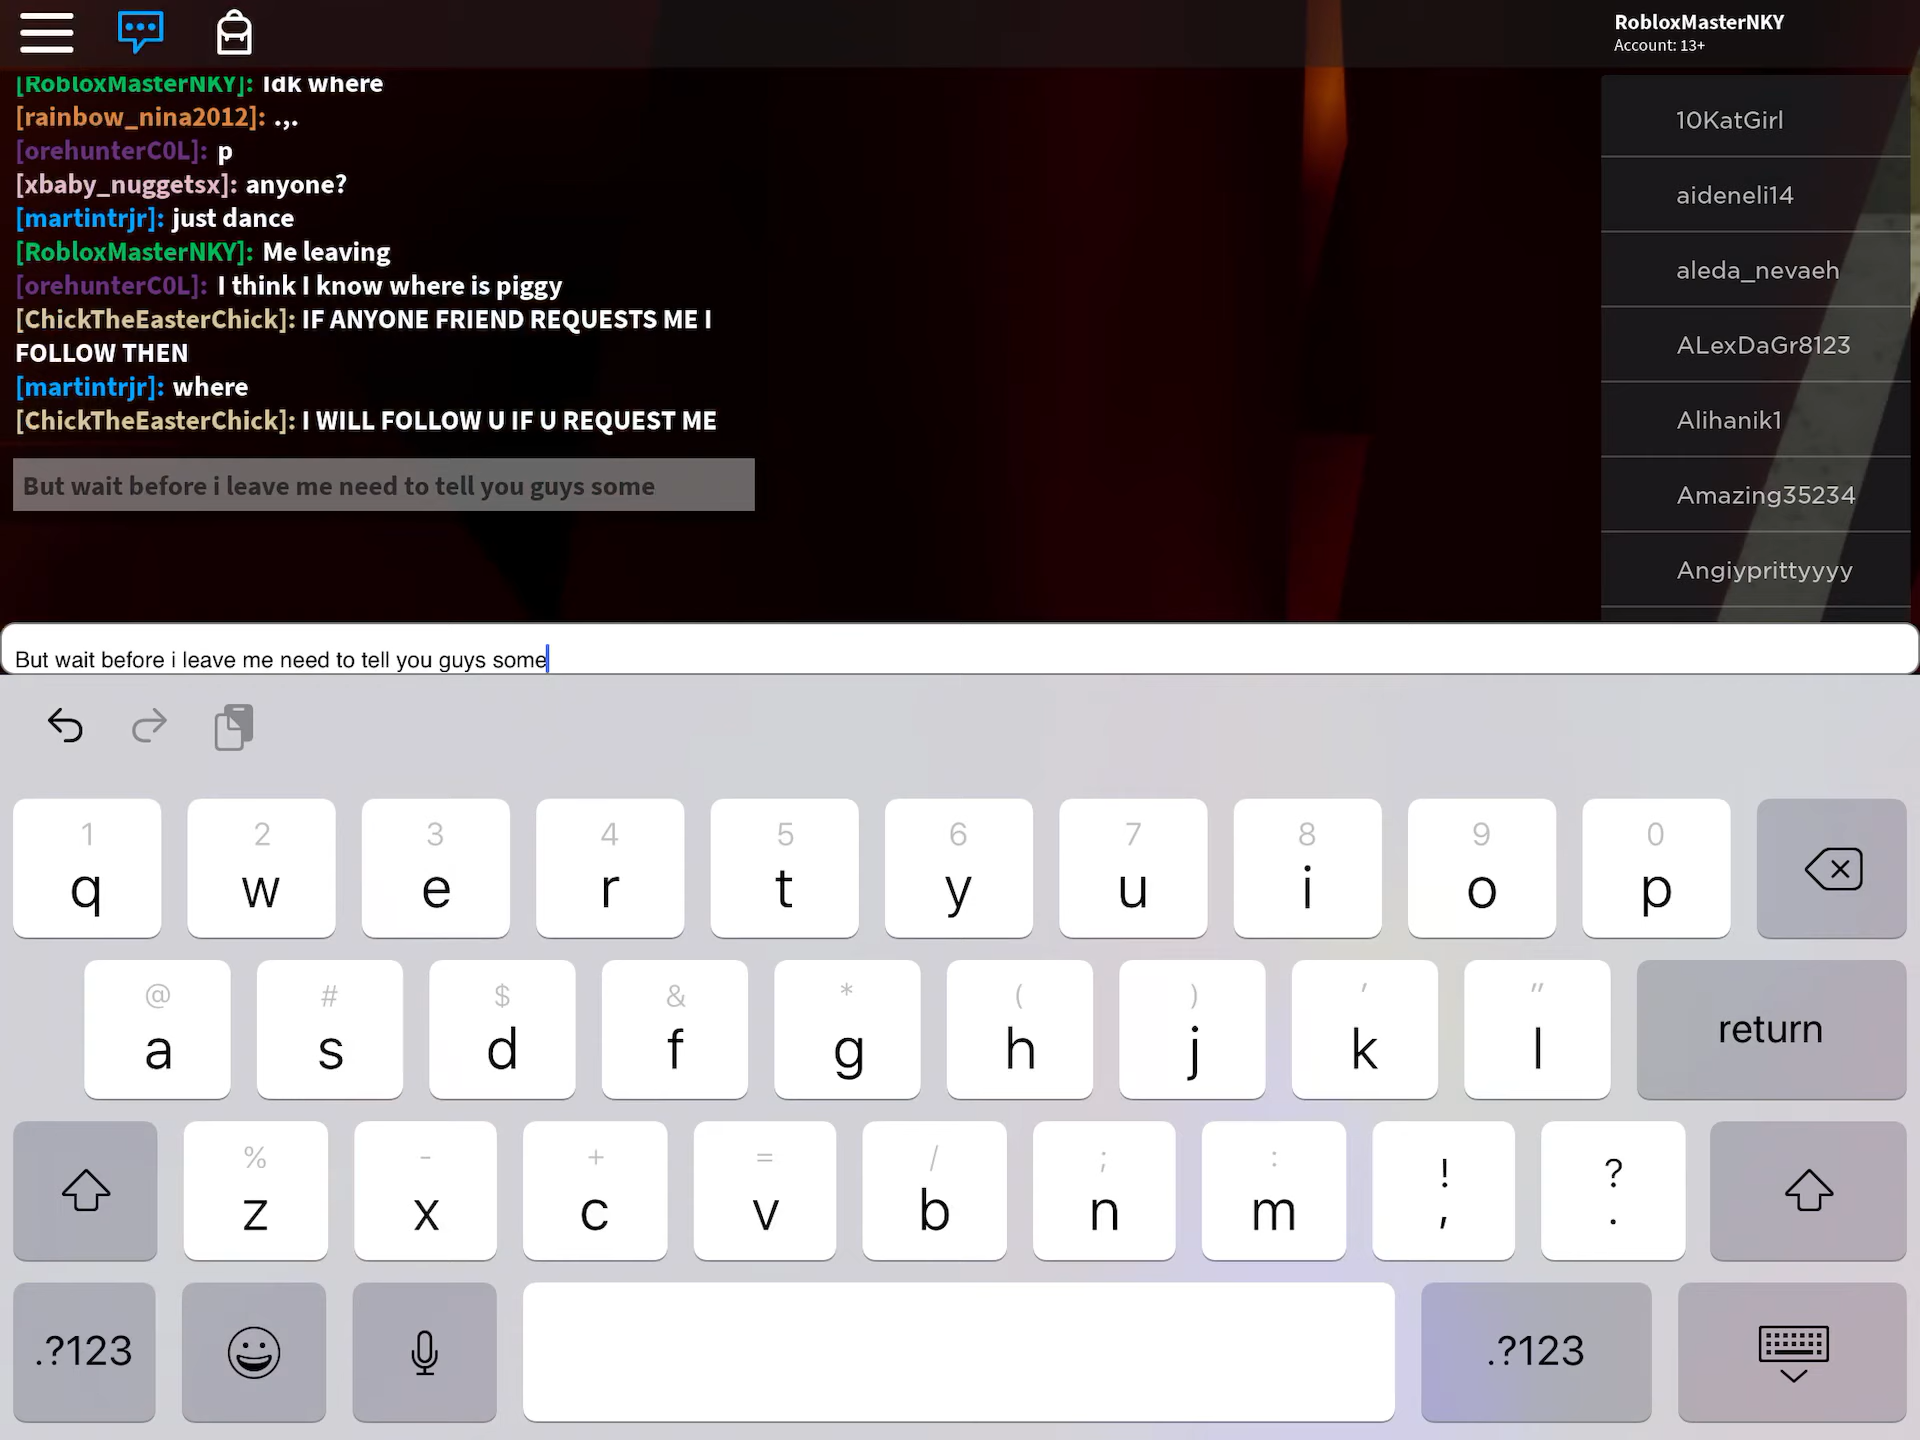 RobloxMasterNKY
Account: 13+
[RobloxMasterNKY]: Idk where
[rainbow_nina2012]: .,.
[orehunterC0L]: p
[xbaby_nuggetsx]: anyone?
[martintrjr]: just dance
[RobloxMasterNKY]: Me leaving
[orehunterC0L]: I think I know where is piggy
[ChickTheEasterChick]: IF ANYONE FRIEND REQUESTS ME I
FOLLOW THEN
[martintrjr]: where
[ChickTheEasterChick]: I WILL FOLLOW U IF U REQUEST ME
But wait before i leave me need to tell you guys some
10KatGirl
aideneli14
aleda_nevaeh
ALexDaGr8123
Alihanik1
Amazing35234
Angiyprittyyyy
But wait before i leave me need to tell you guys some
1 2 3 4 5 6 7 8 9 0
q w e r t y u i o p
@ # $ & * ( ) ' "
a s d f g h j k l return
% - + = / ; : ! ?
z x c v b n m , .
.?123 .?123